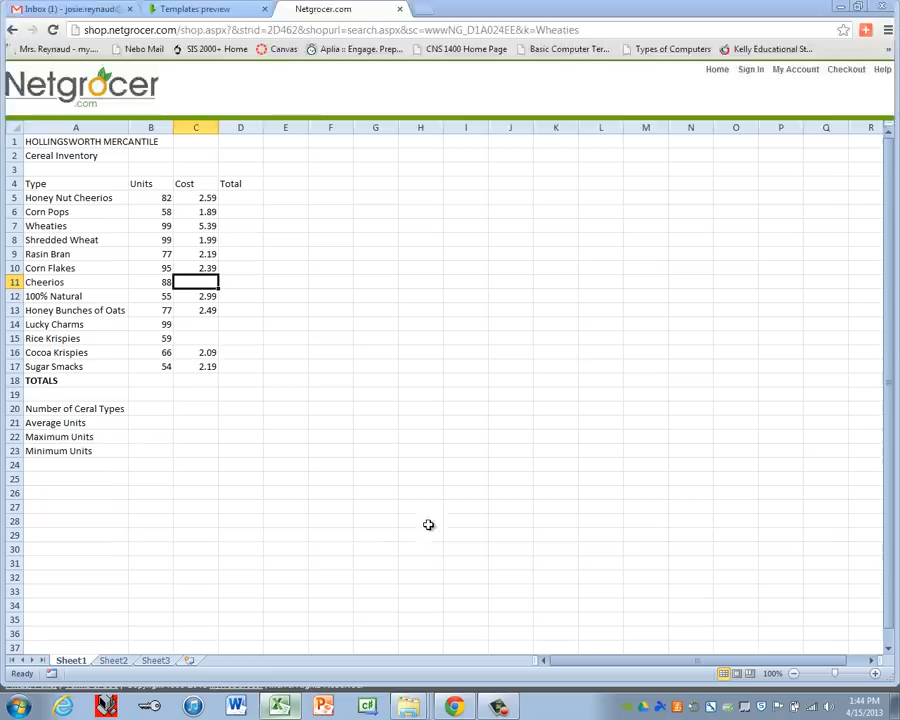 Inbox (1) - josie.reynaud
Templates preview
Netgrocer.com
shop.netgrocer.com/shop.aspx?&strid=2D462&shopurl=search.aspx&sc=wwwNG_D1A024EE&k=Wheaties
Mrs. Reynaud - my... Nebo Mail SIS 2000+ Home Canvas Aplia :: Engage. Prep... CNS 1400 Home Page Basic Computer Ter... Types of Computers Kelly Educational St...
Netgrocer .com
Home Sign In My Account Checkout Help
A B C D E F G H I J K L M N O P Q R
1 HOLLINGSWORTH MERCANTILE
2 Cereal Inventory
3
4 Type Units Cost Total
5 Honey Nut Cheerios 82 2.59
6 Corn Pops 58 1.89
7 Wheaties 99 5.39
8 Shredded Wheat 99 1.99
9 Rasin Bran 77 2.19
10 Corn Flakes 95 2.39
11 Cheerios 88
12 100% Natural 55 2.99
13 Honey Bunches of Oats 77 2.49
14 Lucky Charms 99
15 Rice Krispies 59
16 Cocoa Krispies 66 2.09
17 Sugar Smacks 54 2.19
18 TOTALS
19
20 Number of Ceral Types
21 Average Units
22 Maximum Units
23 Minimum Units
24
25
26
27
28
29
30
31
32
33
34
35
36
37
Sheet1 Sheet2 Sheet3
Ready 100%
1:44 PM
4/15/2013